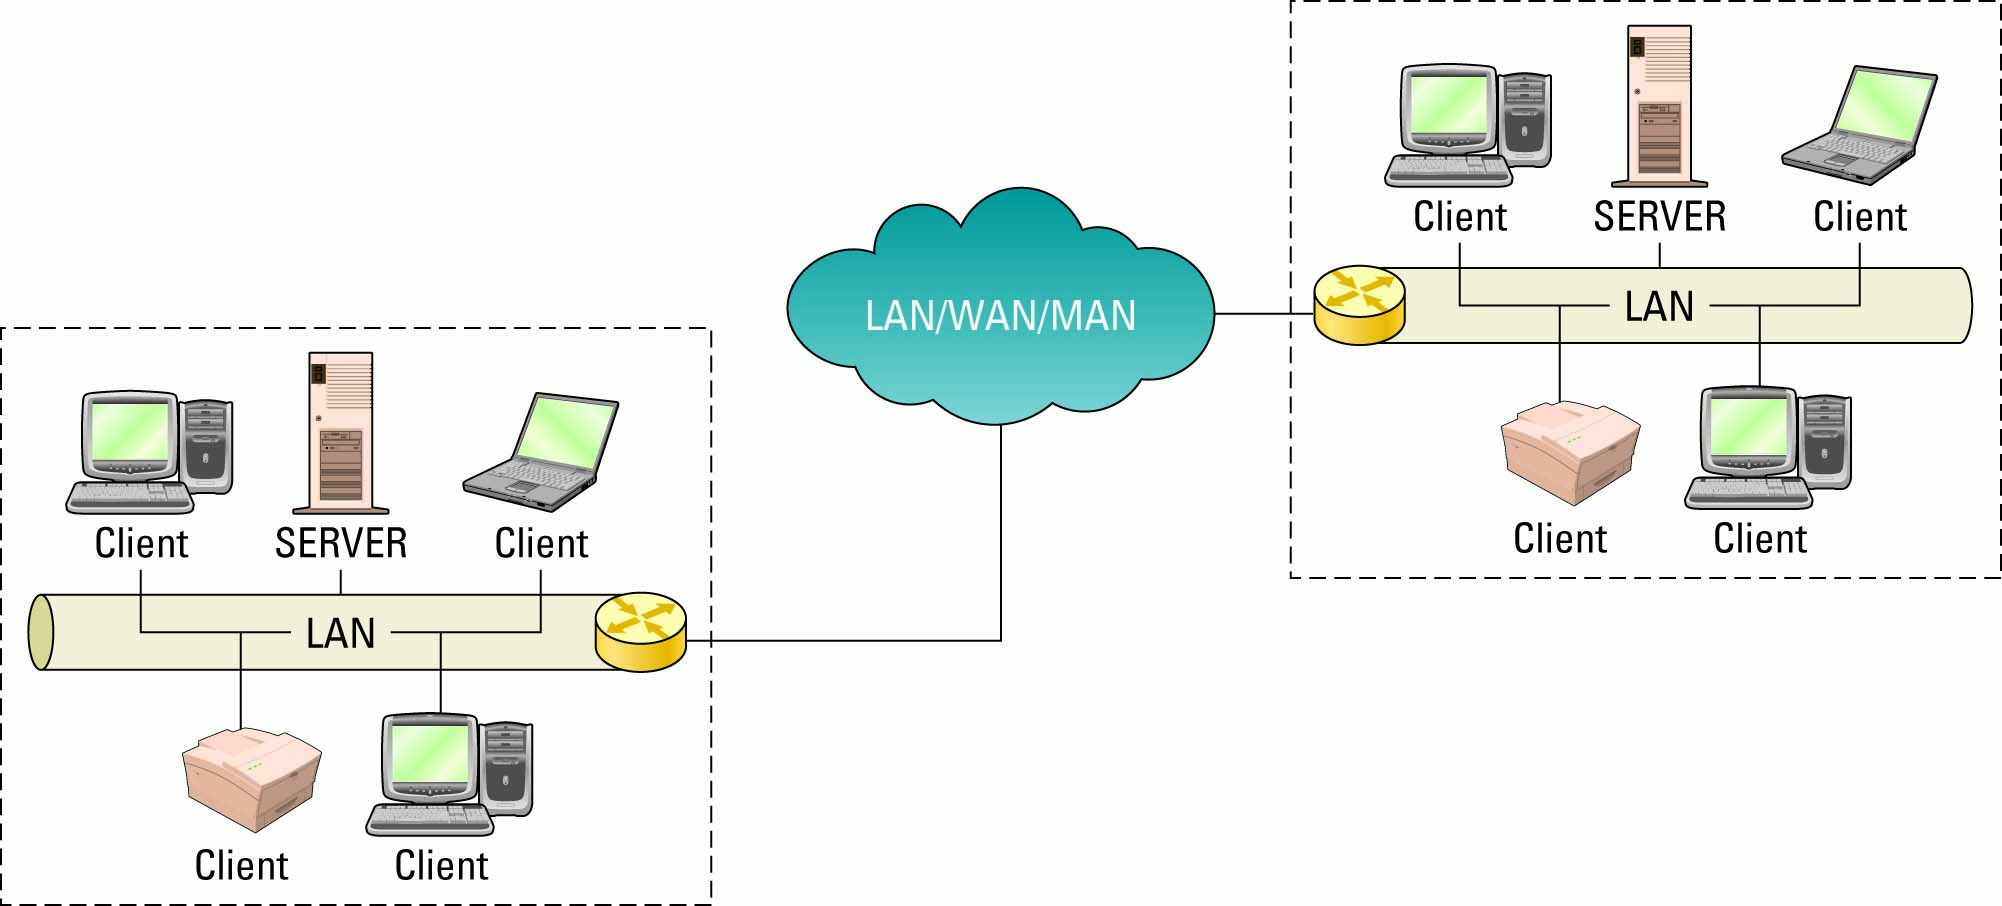 Client
SERVER
Client
LAN
Client
Client
LAN/WAN/MAN
Client
SERVER
Client
LAN
Client
Client